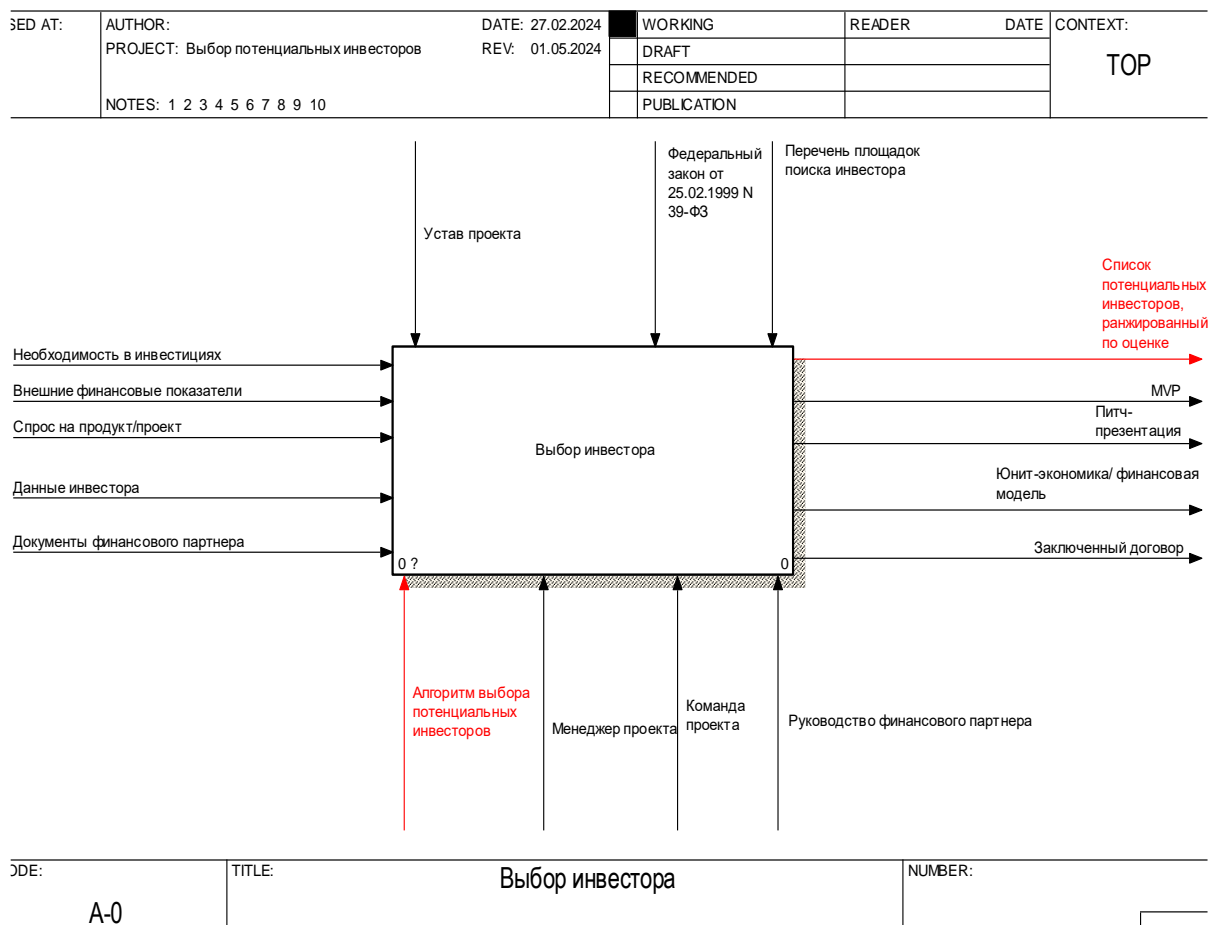 SED AT:
AUTHOR:
DATE: 27.02.2024
WORKING
READER
DATE
CONTEXT:
PROJECT: Выбор потенциальных инвесторов
REV: 01.05.2024
DRAFT
TOP
RECOMMENDED
NOTES: 1 2 3 4 5 6 7 8 9 10
PUBLICATION
Устав проекта
Федеральный
закон от
25.02.1999 N
39-ФЗ
Перечень площадок
поиска инвестора
Необходимость в инвестициях
Внешние финансовые показатели
Спрос на продукт/проект
Данные инвестора
Документы финансового партнера
Выбор инвестора
0 ?
0
Список
потенциальных
инвесторов,
ранжированный
по оценке
MVP
Питч-
презентация
Юнит-экономика/ финансовая
модель
Заключенный договор
Алгоритм выбора
потенциальных
инвесторов
Менеджер проекта
Команда
проекта
Руководство финансового партнера
ODE:
A-0
TITLE:
Выбор инвестора
NUMBER: